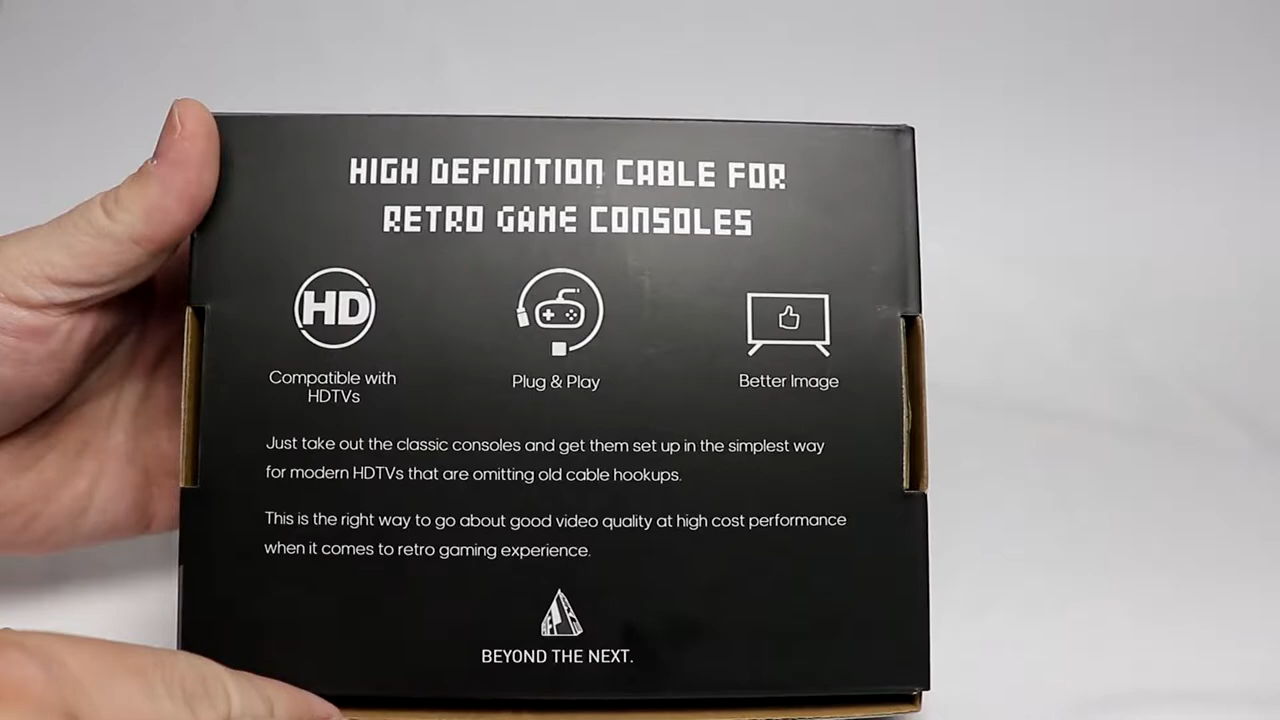 HIGH DEFINITION CABLE FOR
RETRO GAME CONSOLES
HD
Compatible with
HDTVs
Plug & Play
Better Image
Just take out the classic consoles and get them set up in the simplest way
for modern HDTVs that are omitting old cable hookups.
This is the right way to go about good video quality at high cost performance
when it comes to retro gaming experience.
BEYOND THE NEXT.